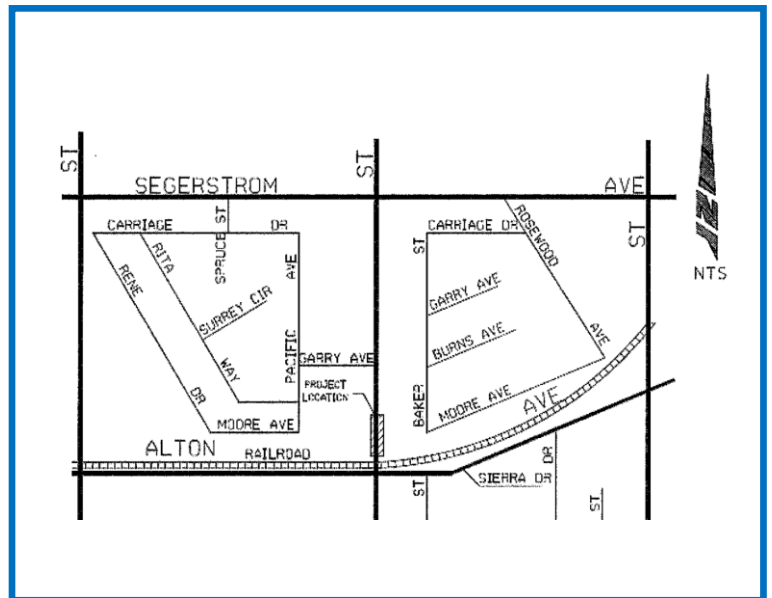 ST
ST
SEGERSTROM
AVE
ST
NTS
CARRIAGE
DR
SPRUCE ST
RITA
WAY
RENE
DR
SURREY CIR
PACIFIC
AVE
GARRY AVE
PROJECT
LOCATION
MOORE AVE
ALTON
RAILROAD
CARRIAGE DR
ROSEWOOD
AVE
BAKER
ST
GARRY AVE
BURNS AVE
MOORE AVE
AVE
SIERRA DR
DR
ST
ST